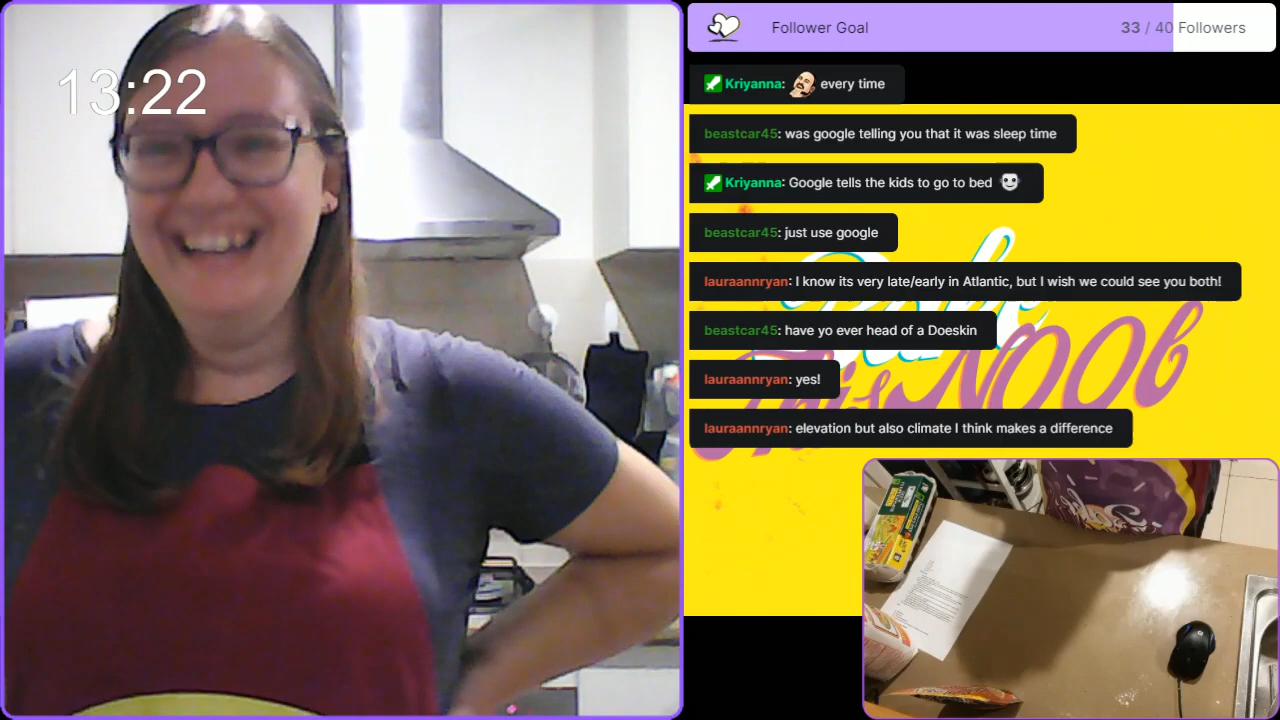 13:22
Follower Goal
33 / 40 Followers
Kriyanna: every time
beastcar45: was google telling you that it was sleep time
Kriyanna: Google tells the kids to go to bed
beastcar45: just use google
lauraannryan: I know its very late/early in Atlantic, but I wish we could see you both!
beastcar45: have yo ever head of a Doeskin
lauraannryan: yes!
lauraannryan: elevation but also climate I think makes a difference
This NOOb